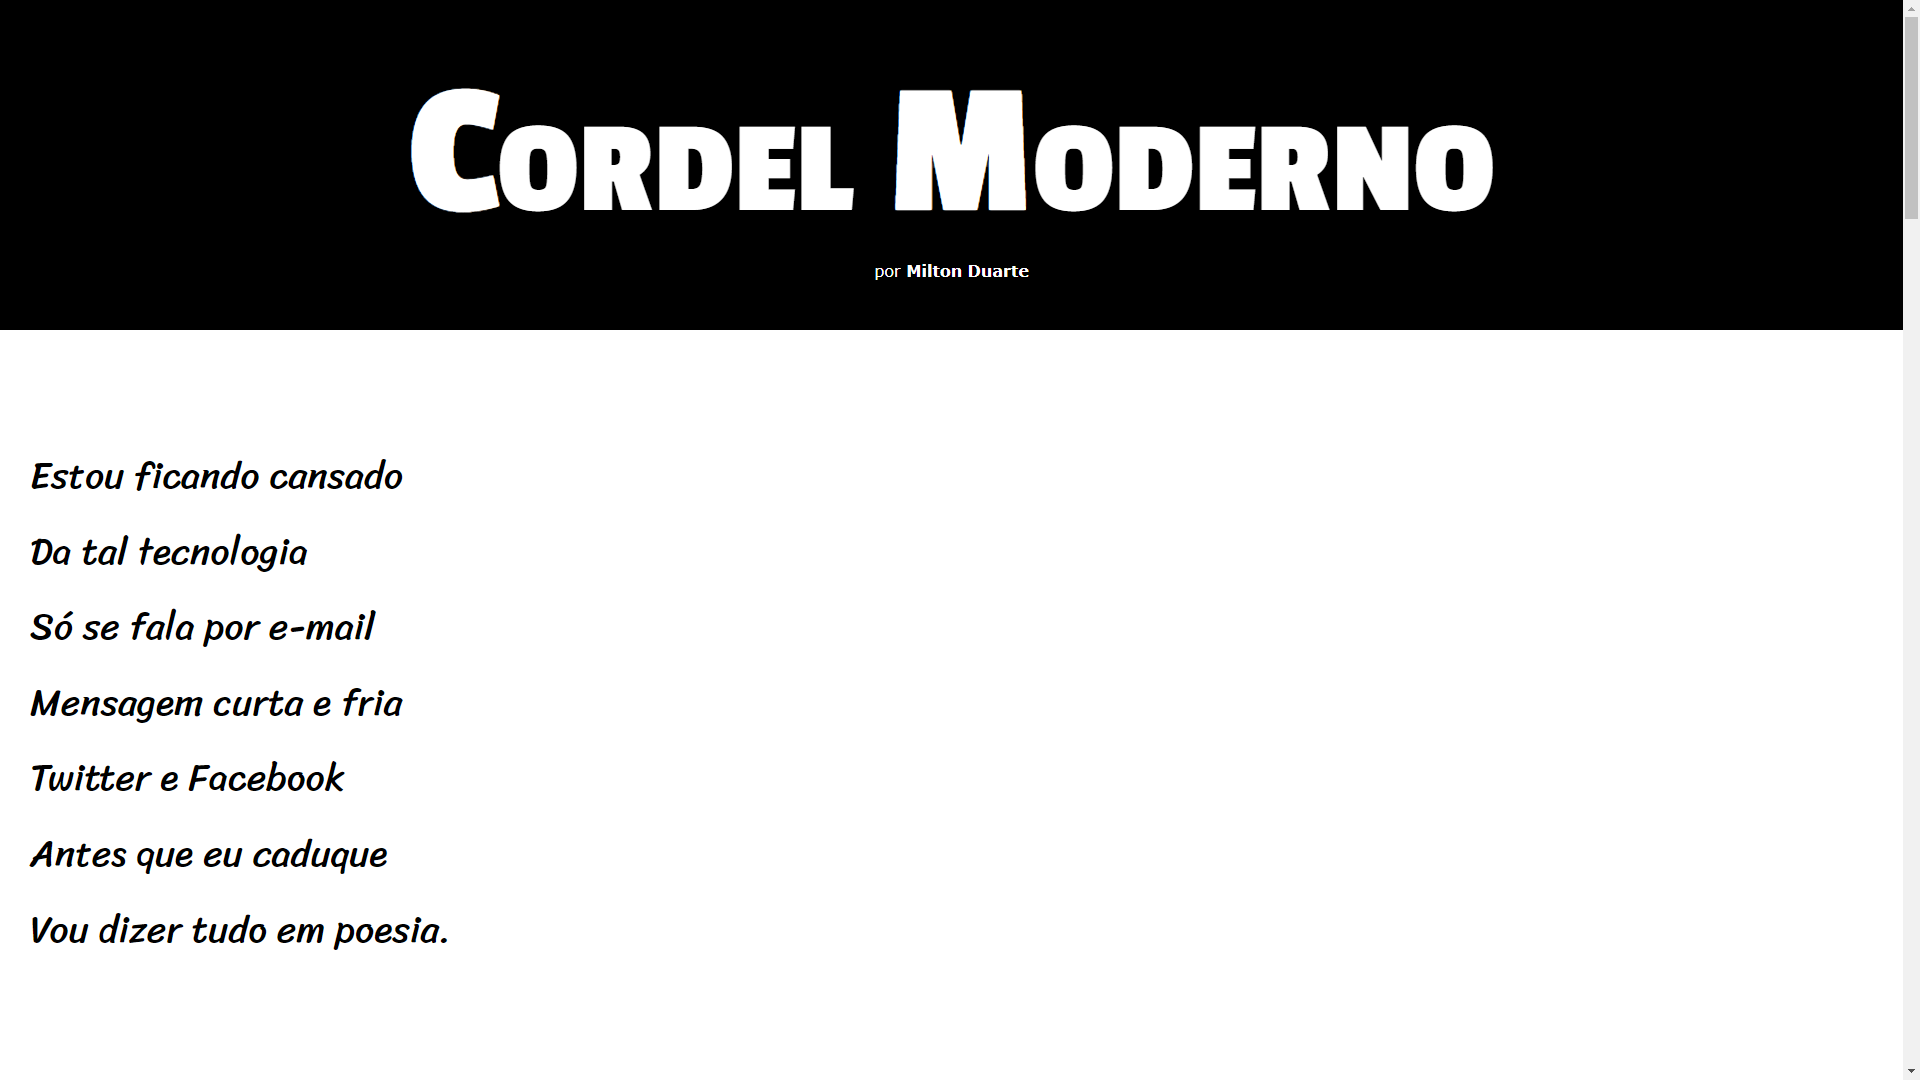 Cordel Moderno
por Milton Duarte
Estou ficando cansado
Da tal tecnologia
Só se fala por e-mail
Mensagem curta e fria
Twitter e Facebook
Antes que eu caduque
Vou dizer tudo em poesia.